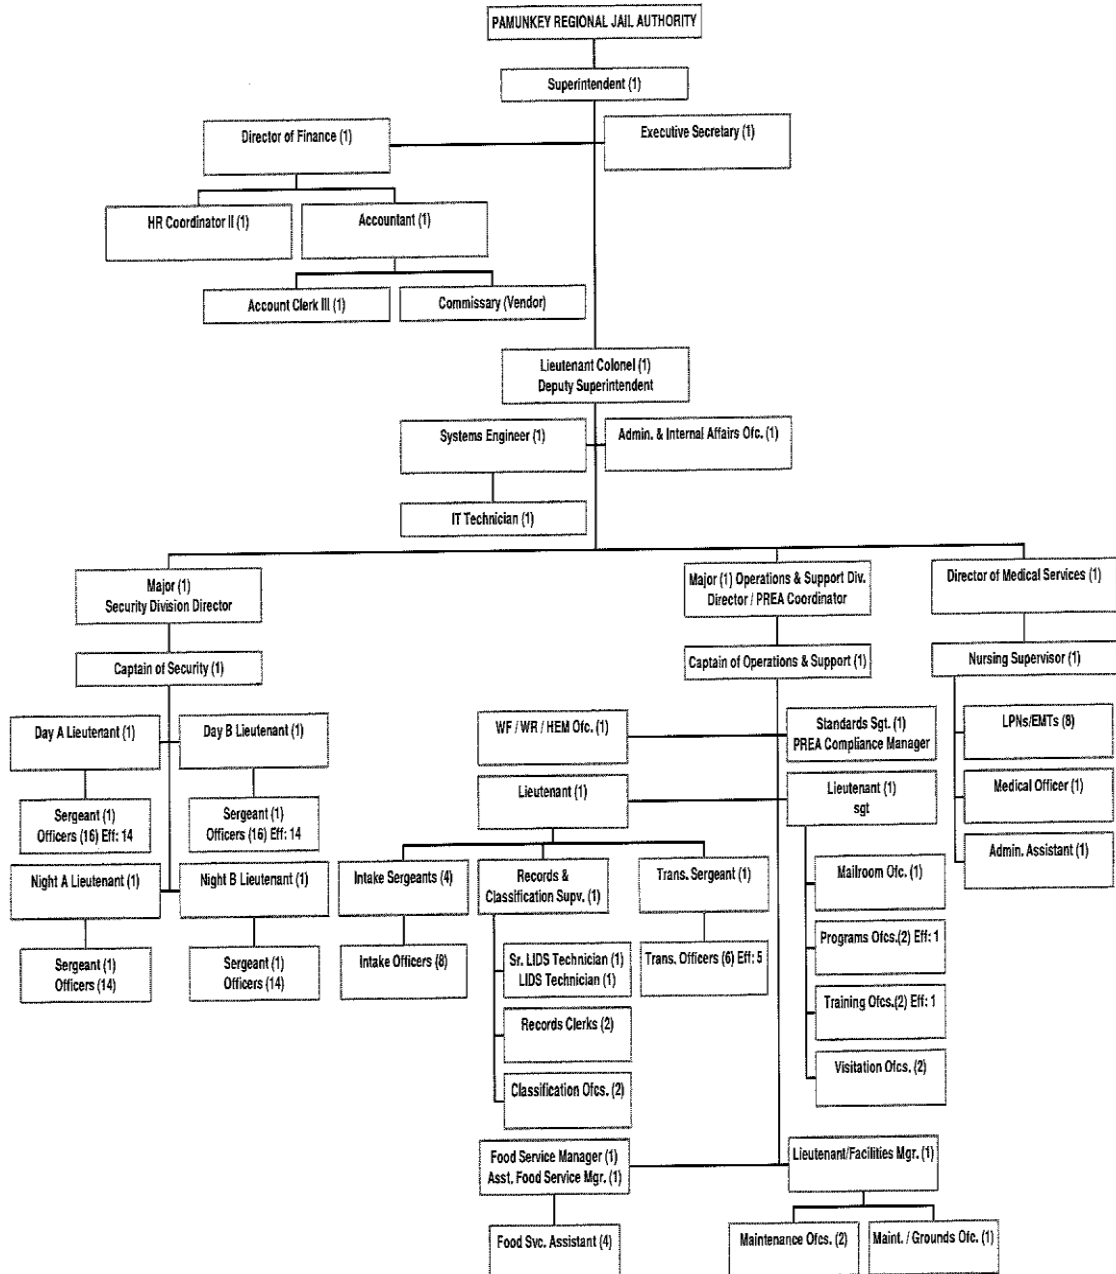 PAMUNKEY REGIONAL JAIL AUTHORITY
Superintendent (1)
Director of Finance (1)
Executive Secretary (1)
HR Coordinator II (1)
Accountant (1)
Account Clerk III (1)
Commissary (Vendor)
Lieutenant Colonel (1)
Deputy Superintendent
Systems Engineer (1)
Admin. & Internal Affairs Ofc. (1)
IT Technician (1)
Major (1)
Security Division Director
Major (1) Operations & Support Div.
Director / PREA Coordinator
Director of Medical Services (1)
Captain of Security (1)
Captain of Operations & Support (1)
Nursing Supervisor (1)
Day A Lieutenant (1)
Day B Lieutenant (1)
WF / WR / HEM Ofc. (1)
Standards Sgt. (1)
PREA Compliance Manager
LPNs/EMTs (8)
Sergeant (1)
Officers (16) Eff: 14
Sergeant (1)
Officers (16) Eff: 14
Lieutenant (1)
Lieutenant (1)
sgt
Medical Officer (1)
Admin. Assistant (1)
Night A Lieutenant (1)
Night B Lieutenant (1)
Intake Sergeants (4)
Records &
Classification Supv. (1)
Trans. Sergeant (1)
Mailroom Ofc. (1)
Sergeant (1)
Officers (14)
Sergeant (1)
Officers (14)
Intake Officers (8)
Sr. LIDS Technician (1)
LIDS Technician (1)
Trans. Officers (6) Eff: 5
Programs Ofcs.(2) Eff: 1
Records Clerks (2)
Training Ofcs.(2) Eff: 1
Classification Ofcs. (2)
Visitation Ofcs. (2)
Food Service Manager (1)
Asst. Food Service Mgr. (1)
Lieutenant/Facilities Mgr. (1)
Food Svc. Assistant (4)
Maintenance Ofcs. (2)
Maint. / Grounds Ofc. (1)